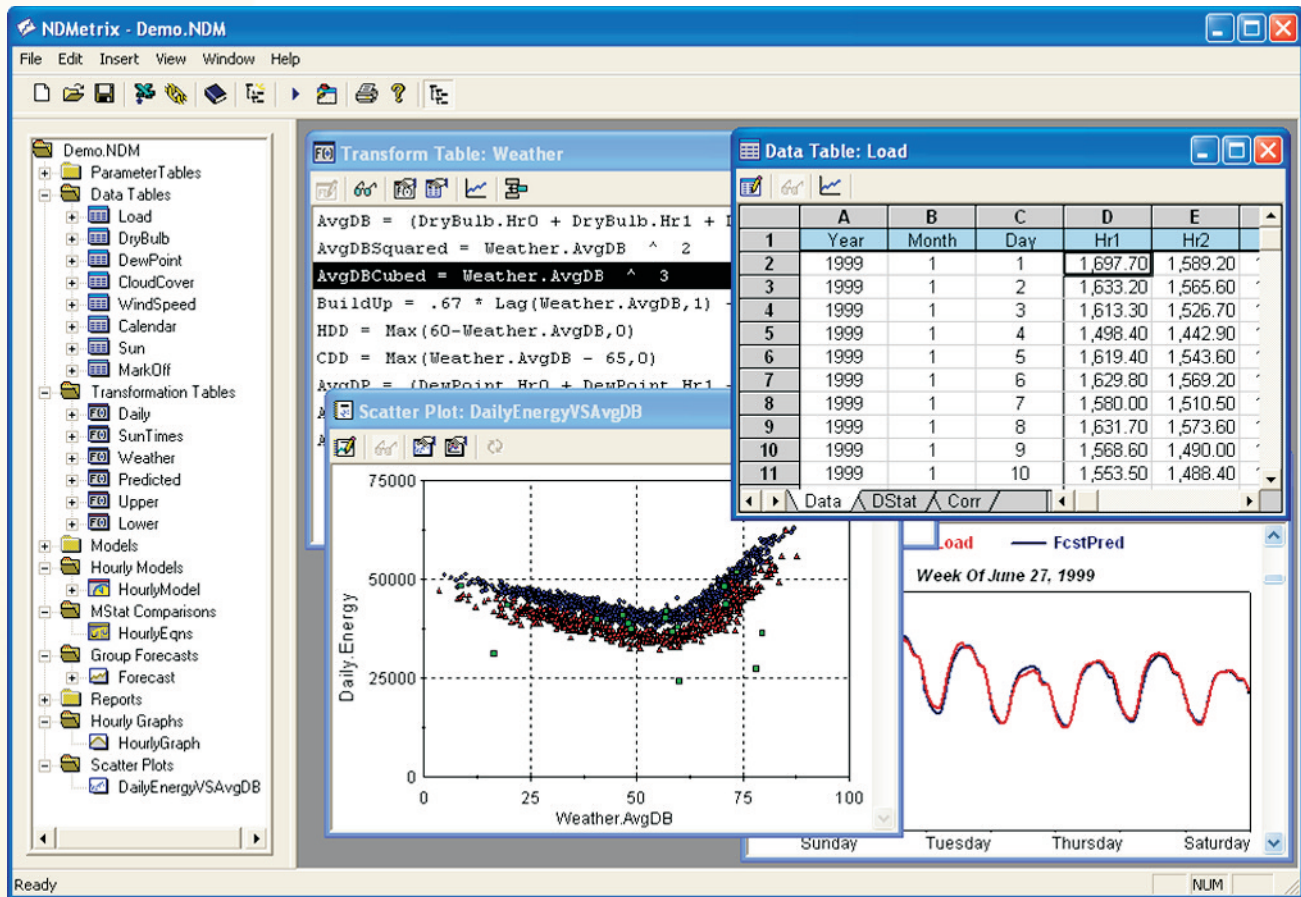 NDMetrix - Demo.NDM
File Edit Insert View Window Help
Demo.NDM
ParameterTables
Data Tables
Load
DryBulb
DewPoint
CloudCover
WindSpeed
Calendar
Sun
MarkOff
Transformation Tables
Daily
SunTimes
Weather
Predicted
Upper
Lower
Models
Hourly Models
HourlyModel
MStat Comparisons
HourlyEqns
Group Forecasts
Forecast
Reports
Hourly Graphs
HourlyGraph
Scatter Plots
DailyEnergyVSAvgDB
Transform Table: Weather
AvgDB = (DryBulb.Hr0 + DryBulb.Hr1 +
AvgDBSquared = Weather.AvgDB ^ 2
AvgDBCubed = Weather.AvgDB ^ 3
BuildUp = .67 * Lag(Weather.AvgDB,1)
HDD = Max(60-Weather.AvgDB,0)
CDD = Max(Weather.AvgDB - 65,0)
AvgDP = (DewPoint.Hr0 + DewPoint.Hr1
Data Table: Load
A B C D E
1 Year Month Day Hr1 Hr2
2 1999 1 1 1,697.70 1,589.20
3 1999 1 2 1,633.20 1,565.60
4 1999 1 3 1,613.30 1,526.70
5 1999 1 4 1,498.40 1,442.90
6 1999 1 5 1,619.40 1,543.60
7 1999 1 6 1,629.80 1,569.20
8 1999 1 7 1,580.00 1,510.50
9 1999 1 8 1,631.70 1,573.60
10 1999 1 9 1,568.60 1,490.00
11 1999 1 10 1,553.50 1,488.40
Data DStat Corr
Scatter Plot: DailyEnergyVSAvgDB
75000
50000
25000
0
Daily.Energy
0 25 50 75 100
Weather.AvgDB
Load FcstPred
Week Of June 27, 1999
Sunday Tuesday Thursday Saturday
Ready
NUM